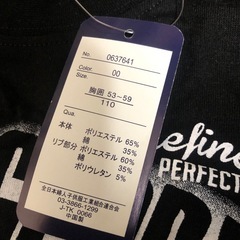 No. 0637641
Color. 00
Size.
胸囲 53~59
110
Qua.
本体 ポリエステル 65%
綿 35%
リブ部分 ポリエステル 60%
綿 35%
ポリウレタン 5%
全日本婦人子供服工業組合連合会
03-3866-1296
J-TK 0066
中国製
efine
PERFECT